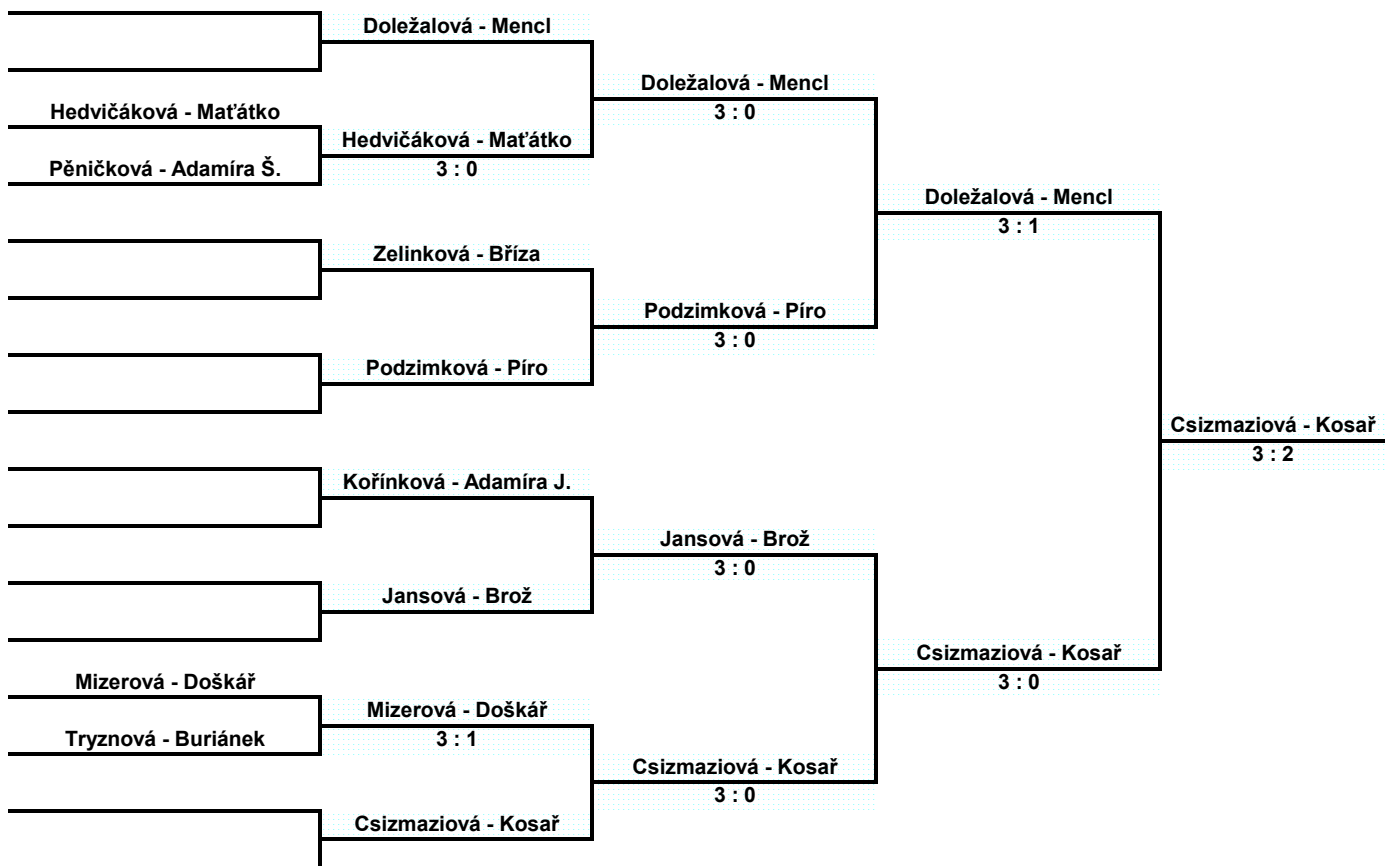 Doležalová - Mencl
Doležalová - Mencl
3 : 0
Hedvičáková - Maťátko
Hedvičáková - Maťátko
3 : 0
Pěničková - Adamíra Š.
Doležalová - Mencl
3 : 1
Zelinková - Bříza
Podzimková - Píro
3 : 0
Podzimková - Píro
Csizmaziová - Kosař
3 : 2
Kořínková - Adamíra J.
Jansová - Brož
3 : 0
Jansová - Brož
Csizmaziová - Kosař
3 : 0
Mizerová - Doškář
Mizerová - Doškář
3 : 1
Tryznová - Buriánek
Csizmaziová - Kosař
3 : 0
Csizmaziová - Kosař